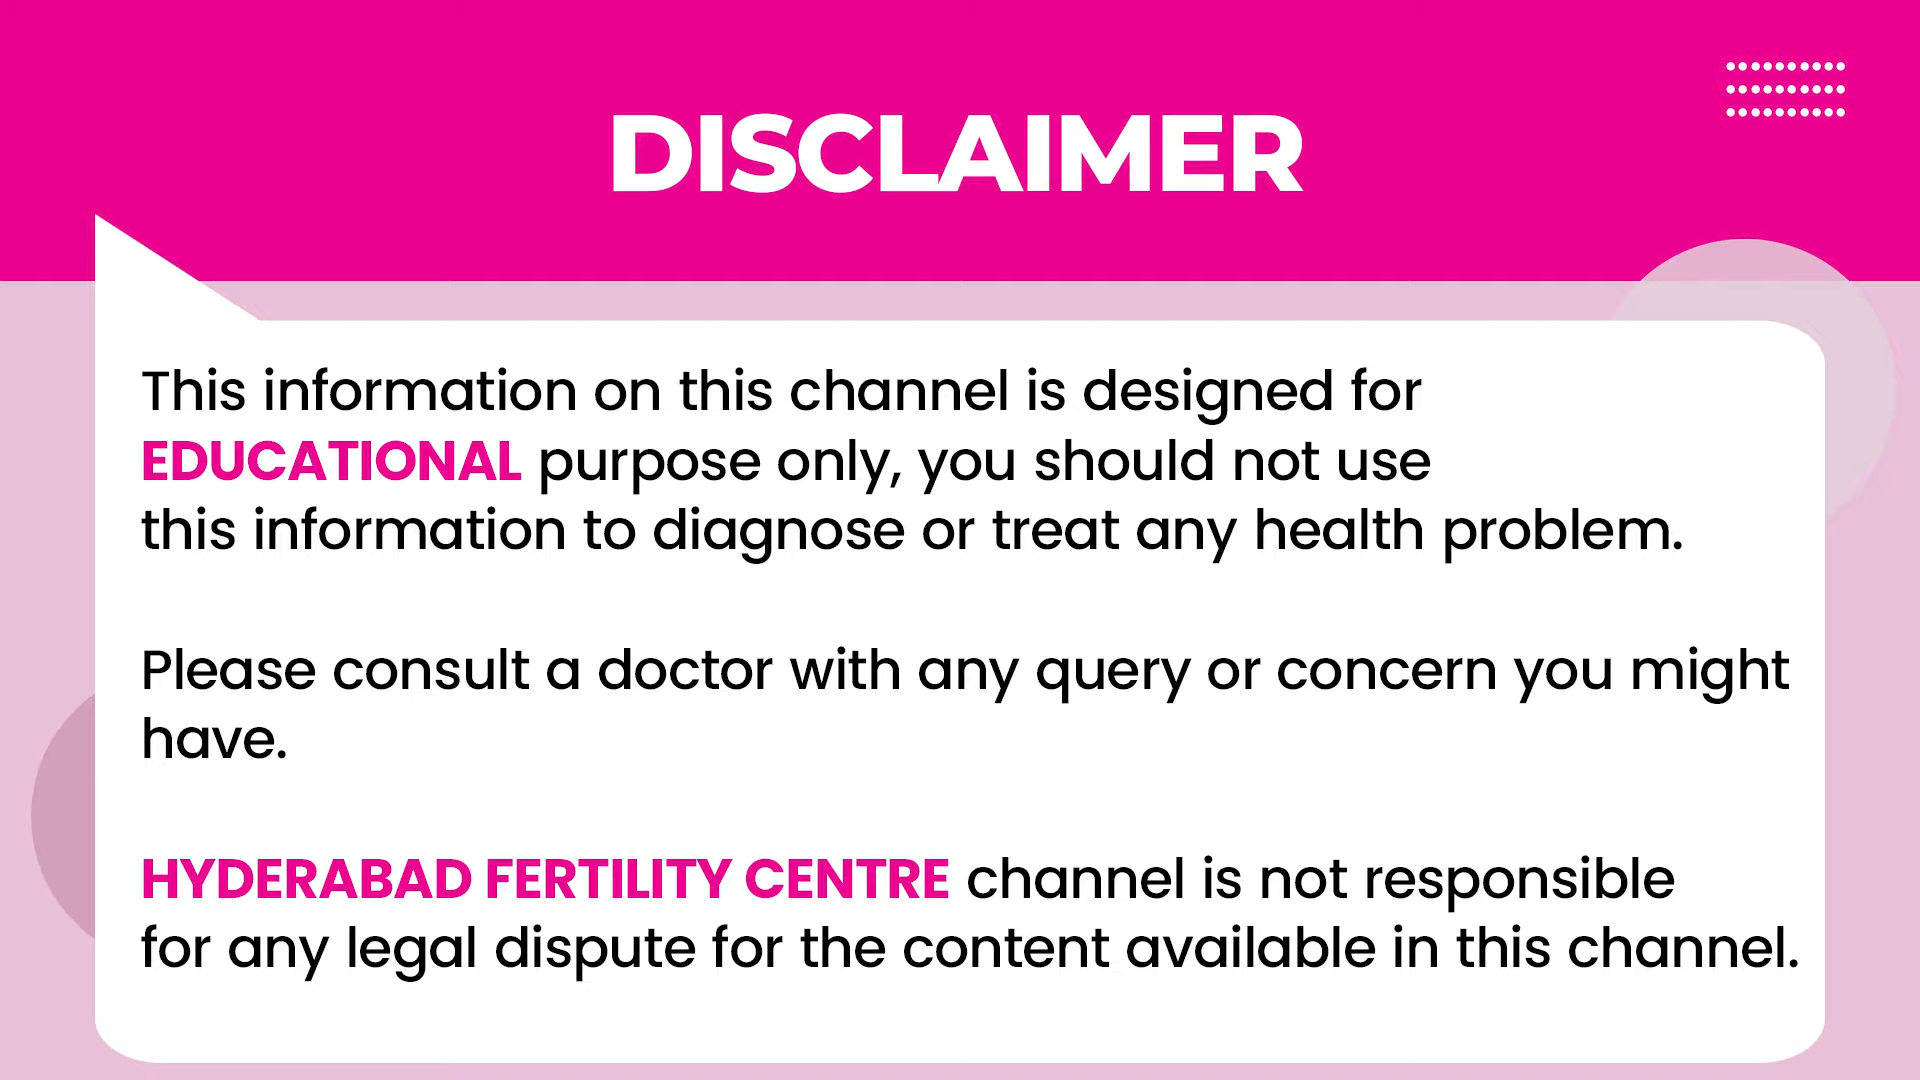 DISCLAIMER
This information on this channel is designed for
EDUCATIONAL purpose only, you should not use
this information to diagnose or treat any health problem.
Please consult a doctor with any query or concern you might
have.
HYDERABAD FERTILITY CENTRE channel is not responsible
for any legal dispute for the content available in this channel.